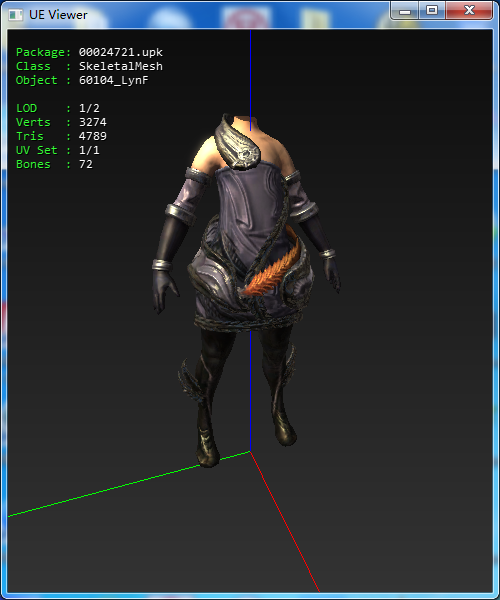 UE Viewer
Package: 00024721.upk
Class : SkeletalMesh
Object : 60104_LynF
LOD : 1/2
Verts : 3274
Tris : 4789
UV Set : 1/1
Bones : 72